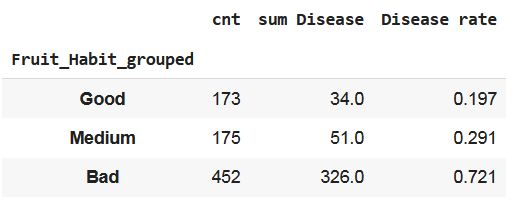 cnt sum Disease Disease rate
Fruit_Habit_grouped
Good 173 34.0 0.197
Medium 175 51.0 0.291
Bad 452 326.0 0.721